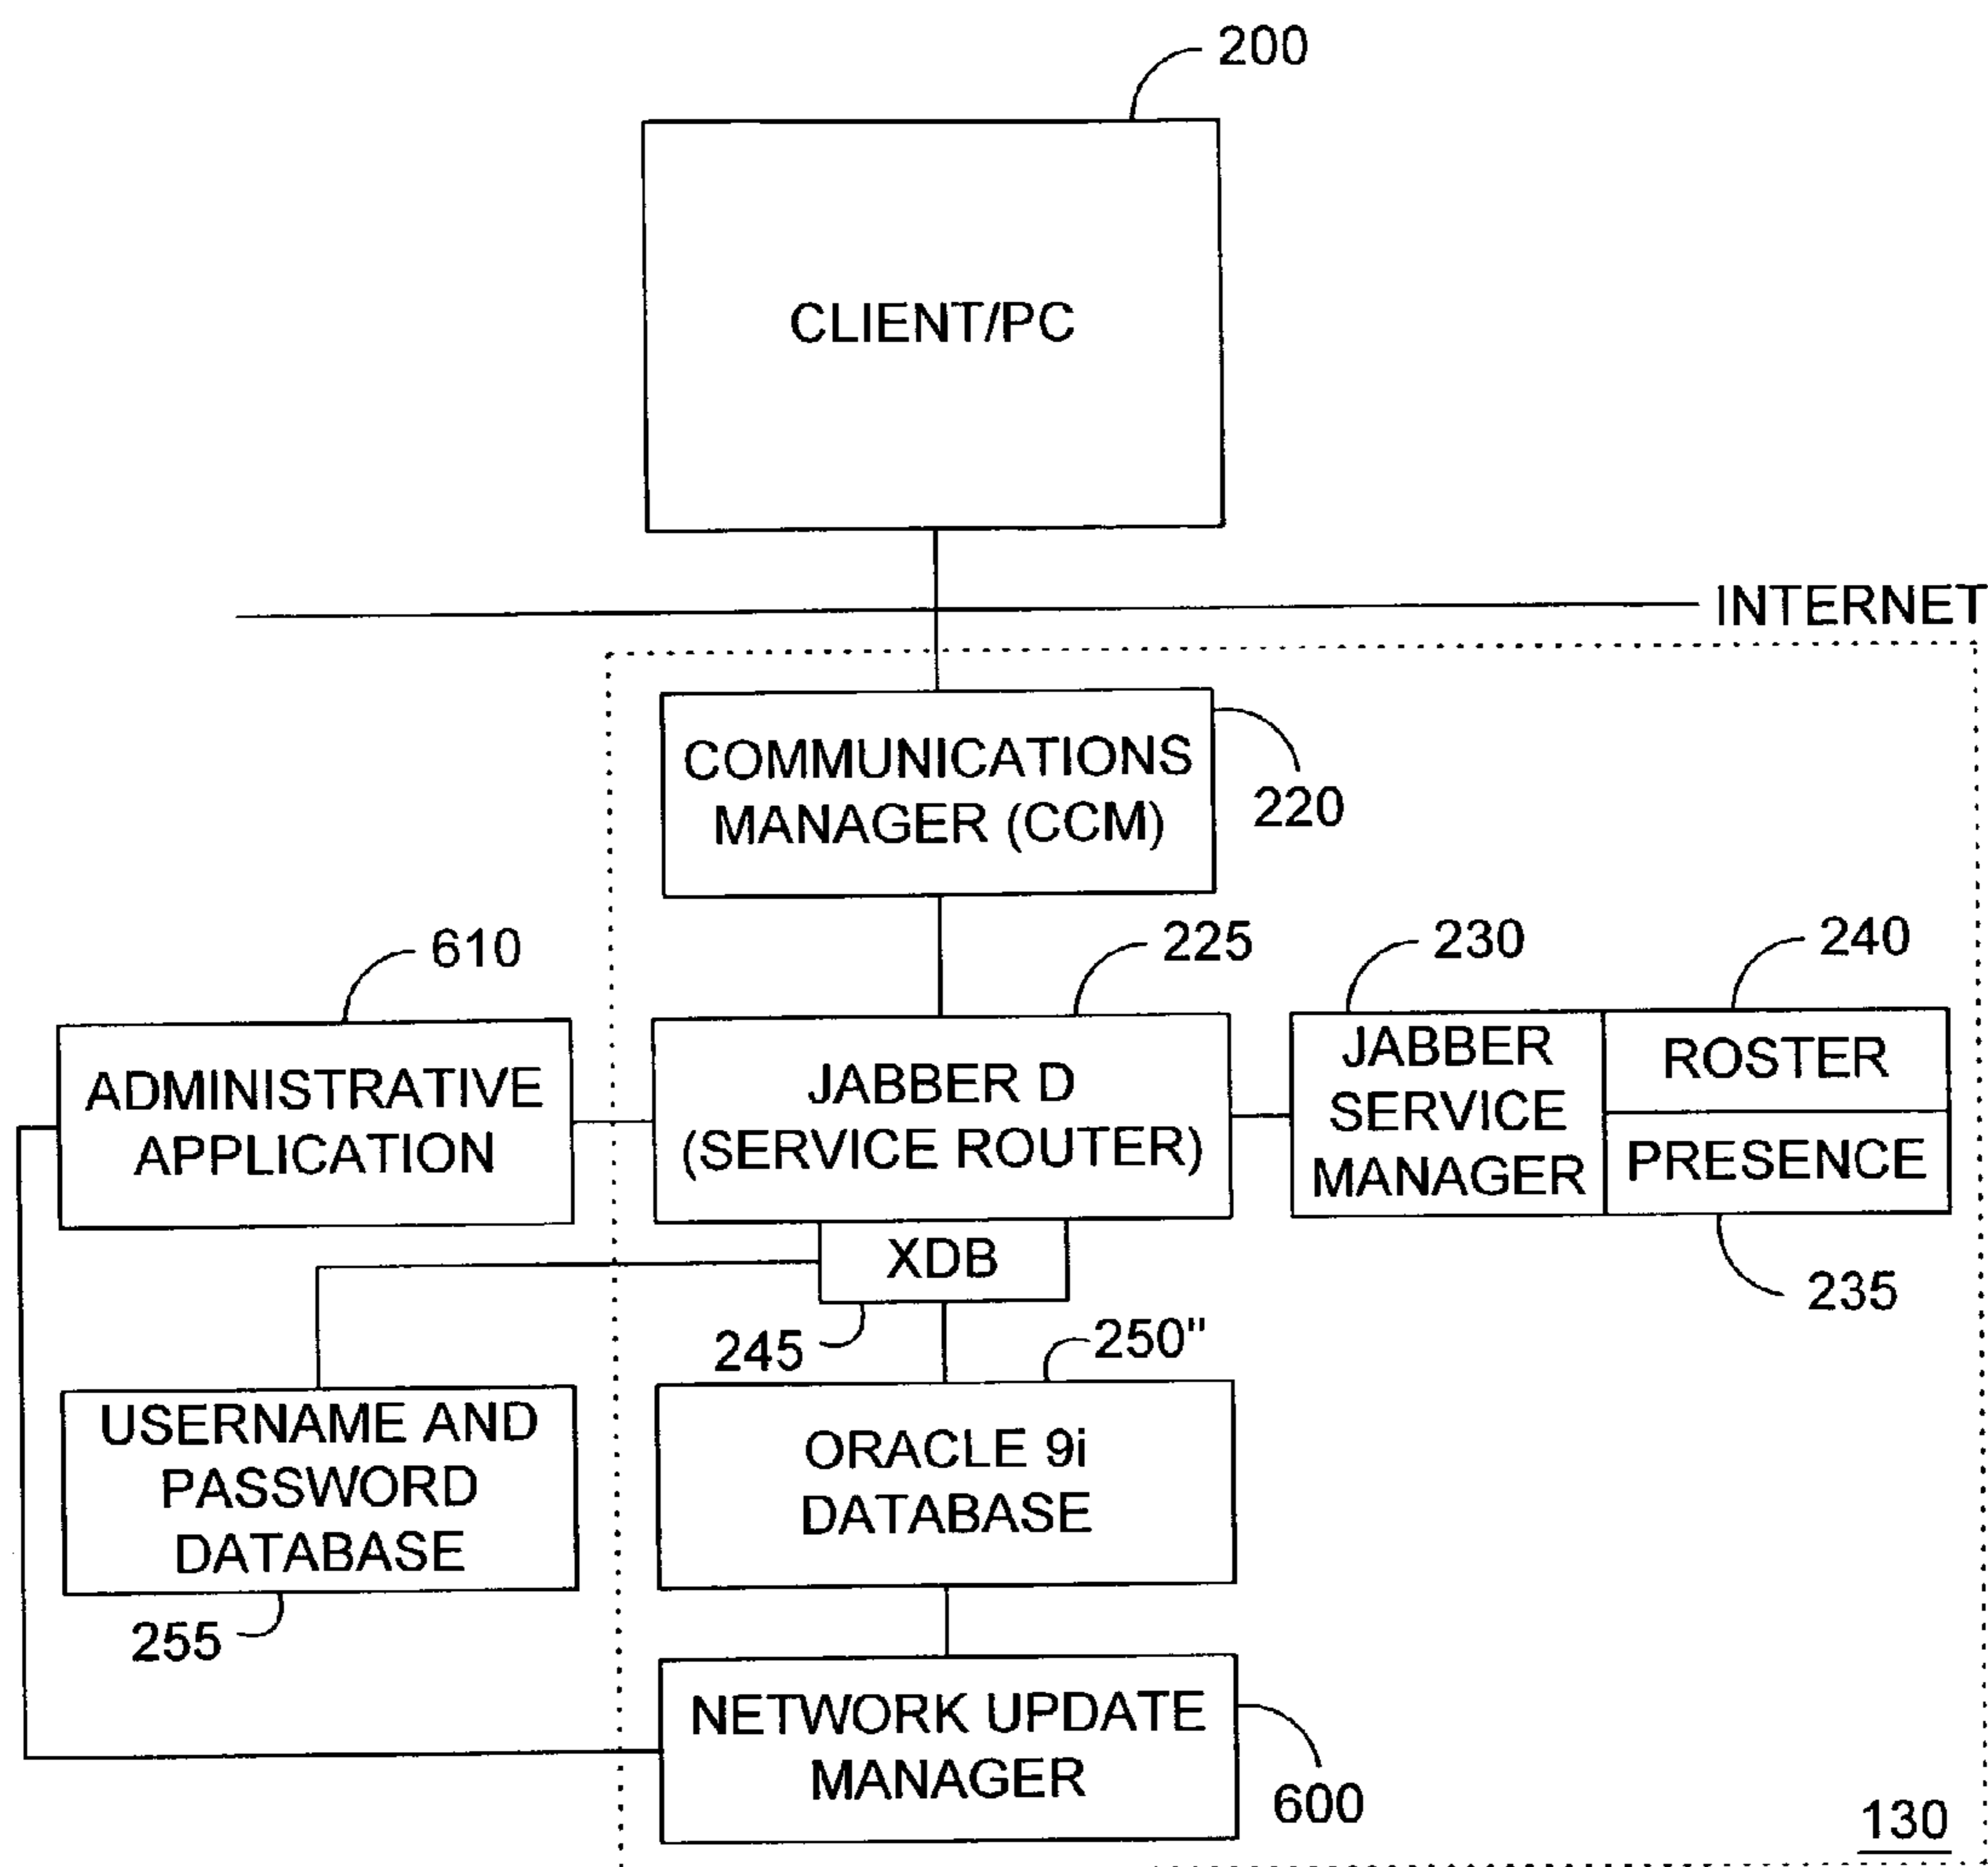 200
CLIENT/PC
INTERNET
COMMUNICATIONS
MANAGER (CCM)
220
610
225
230
240
ADMINISTRATIVE
APPLICATION
JABBER D
(SERVICE ROUTER)
JABBER
SERVICE
MANAGER
ROSTER
PRESENCE
XDB
235
245
250"
USERNAME AND
PASSWORD
DATABASE
ORACLE 9i
DATABASE
255
NETWORK UPDATE
MANAGER
600
130